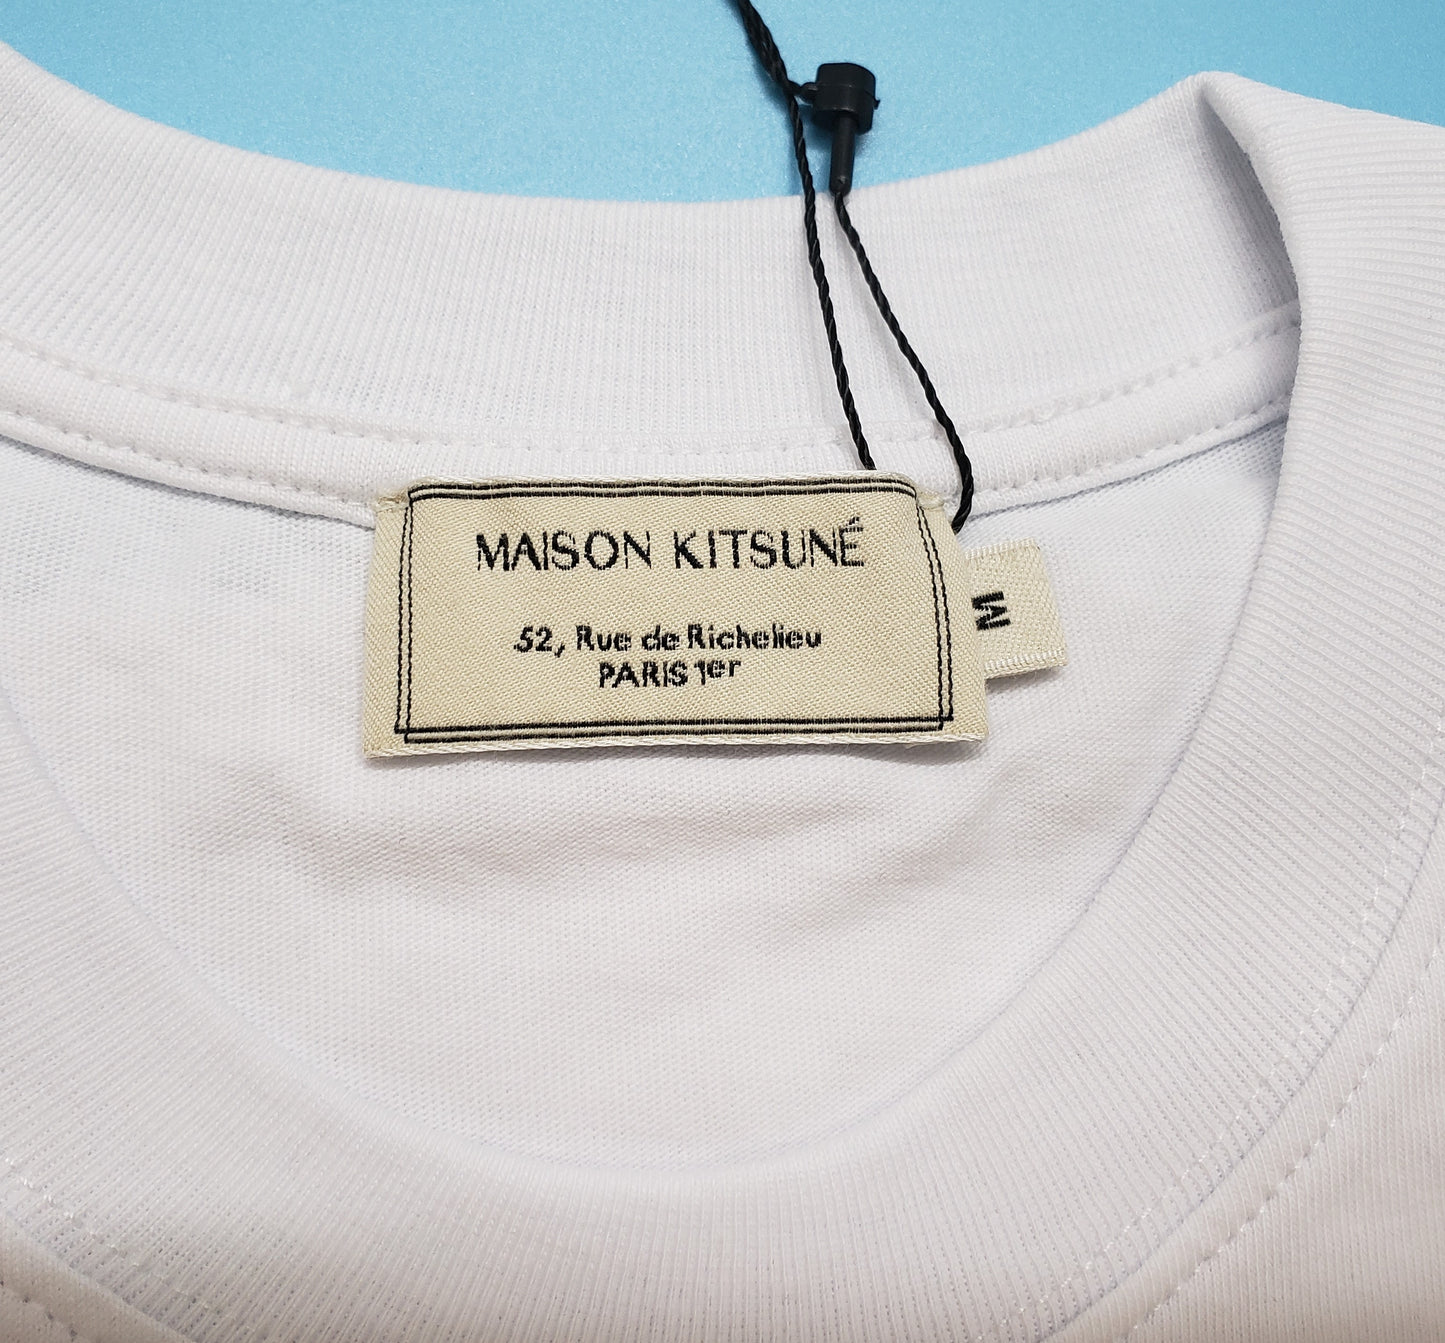 MAISON KITSUNÉ
52, Rue de Richelieu
PARIS 1er
M